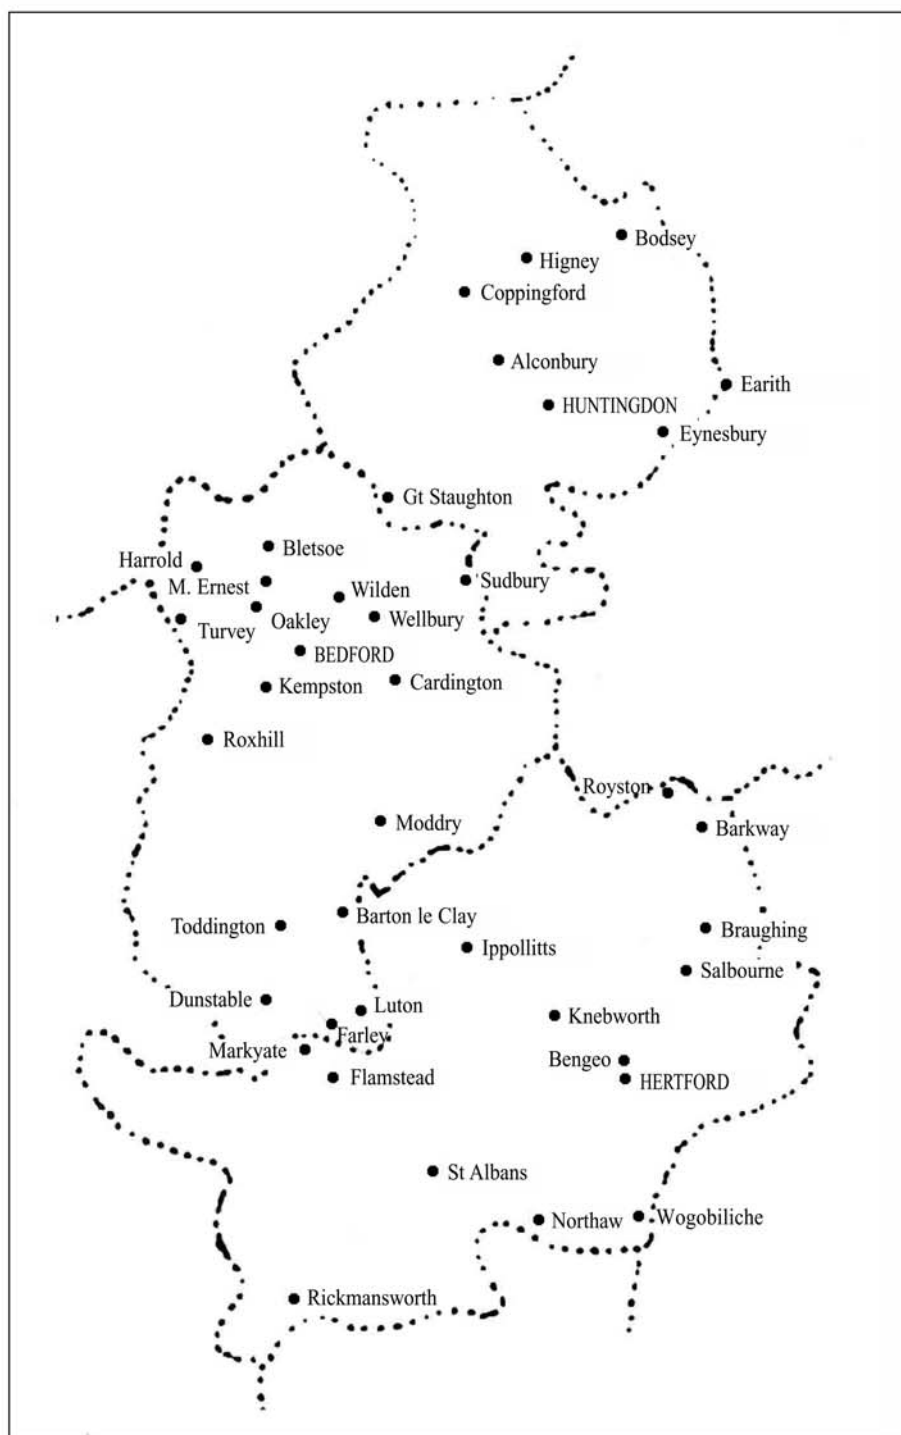 Bodsey
Higney
Coppingford
Alconbury
Earith
HUNTINGDON
Eynesbury
Gt Staughton
Bletsoe
Harrold
M. Ernest
Sudbury
Wilden
Oakley
Wellbury
Turvey
BEDFORD
Cardington
Kempston
Roxhill
Royston
Moddry
Barkway
Barton le Clay
Toddington
Braughing
Ippollitts
Salbourne
Dunstable
Luton
Knebworth
Farley
Markyate
Bengeo
Flamstead
HERTFORD
St Albans
Northaw
Wogobiliche
Rickmansworth